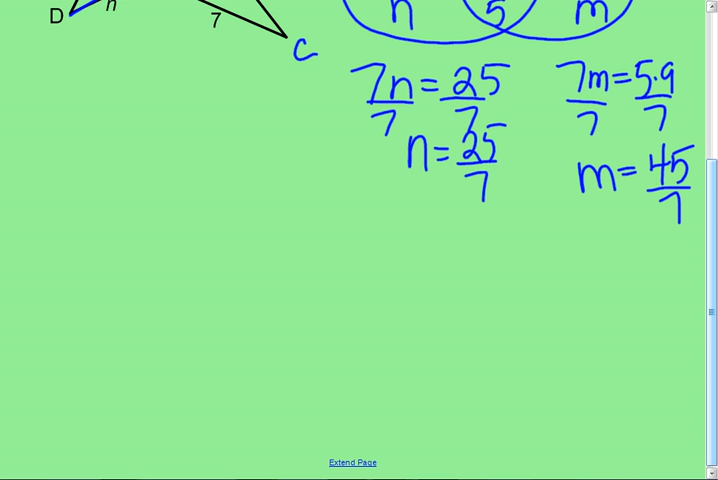 D n
7
C
n 5 m
7n = 25
7 7
n = 25
7
7m = 5·9
7 7
m = 45
7
Extend Page